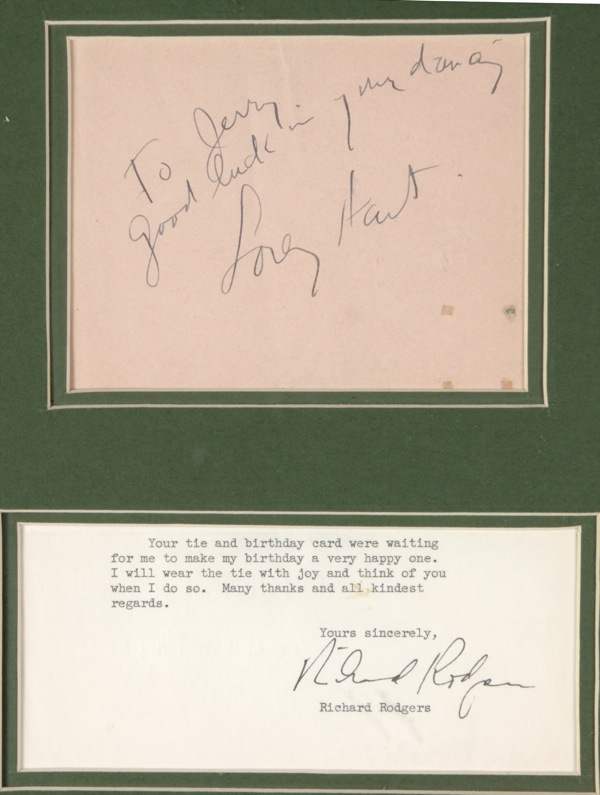 To Jerry
good luck in your dancing
Lorey Hart.
Your tie and birthday card were waiting
for me to make my birthday a very happy one.
I will wear the tie with joy and think of you
when I do so. Many thanks and all kindest
regards.
Yours sincerely,
Richard Rodgers
Richard Rodgers